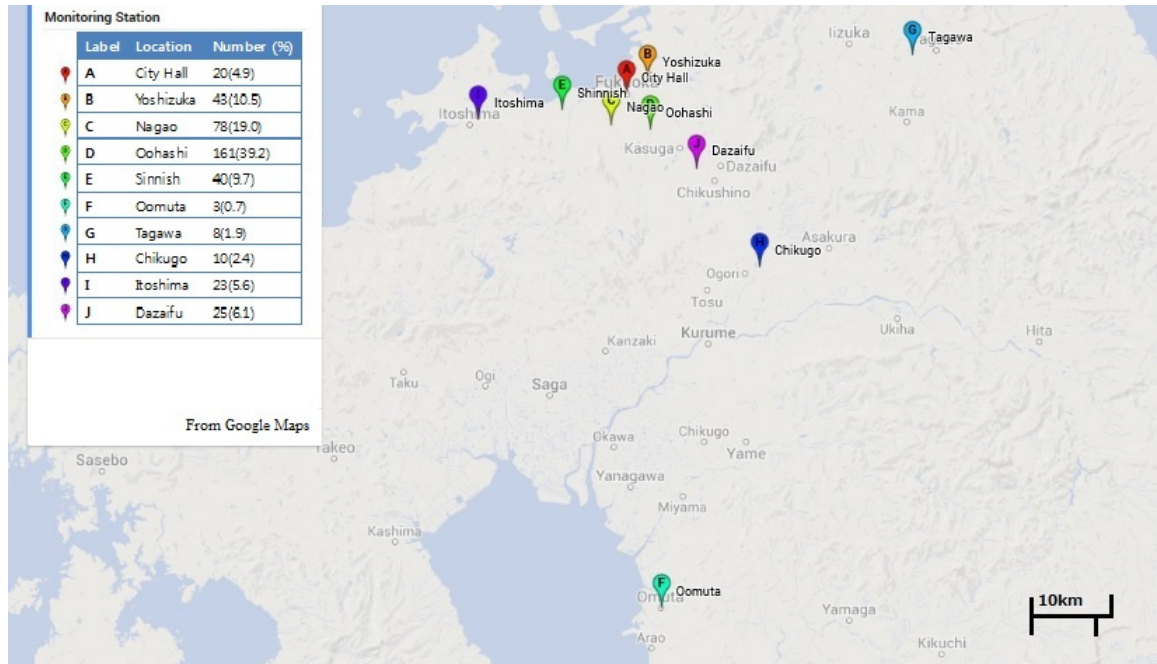 Monitoring Station
Label Location Number (%)
A City Hall 20(4.9)
B Yoshizuka 43(10.5)
C Nagao 78(19.0)
D Oohashi 161(39.2)
E Sinnish 40(9.7)
F Oomuta 3(0.7)
G Tagawa 8(1.9)
H Chikugo 10(2.4)
I Itoshima 23(5.6)
J Dazaifu 25(6.1)
From Google Maps
Iizuka
G Tagawa
B Yoshizuka
A City Hall
E Shinnish
I Itoshima
Itoshima
C Nagao
D Oohashi
Kama
Kasuga
J Dazaifu
Dazaifu
Chikushino
Asakura
H Chikugo
Ogori
Tosu
Kurume
Ukiha
Hita
Kanzaki
Taku
Ogi
Saga
Okawa
Chikugo
Yame
Sasebo
Yanagawa
Miyama
Kashima
F Oomuta
Omuta
10km
Yamaga
Arao
Kikuchi